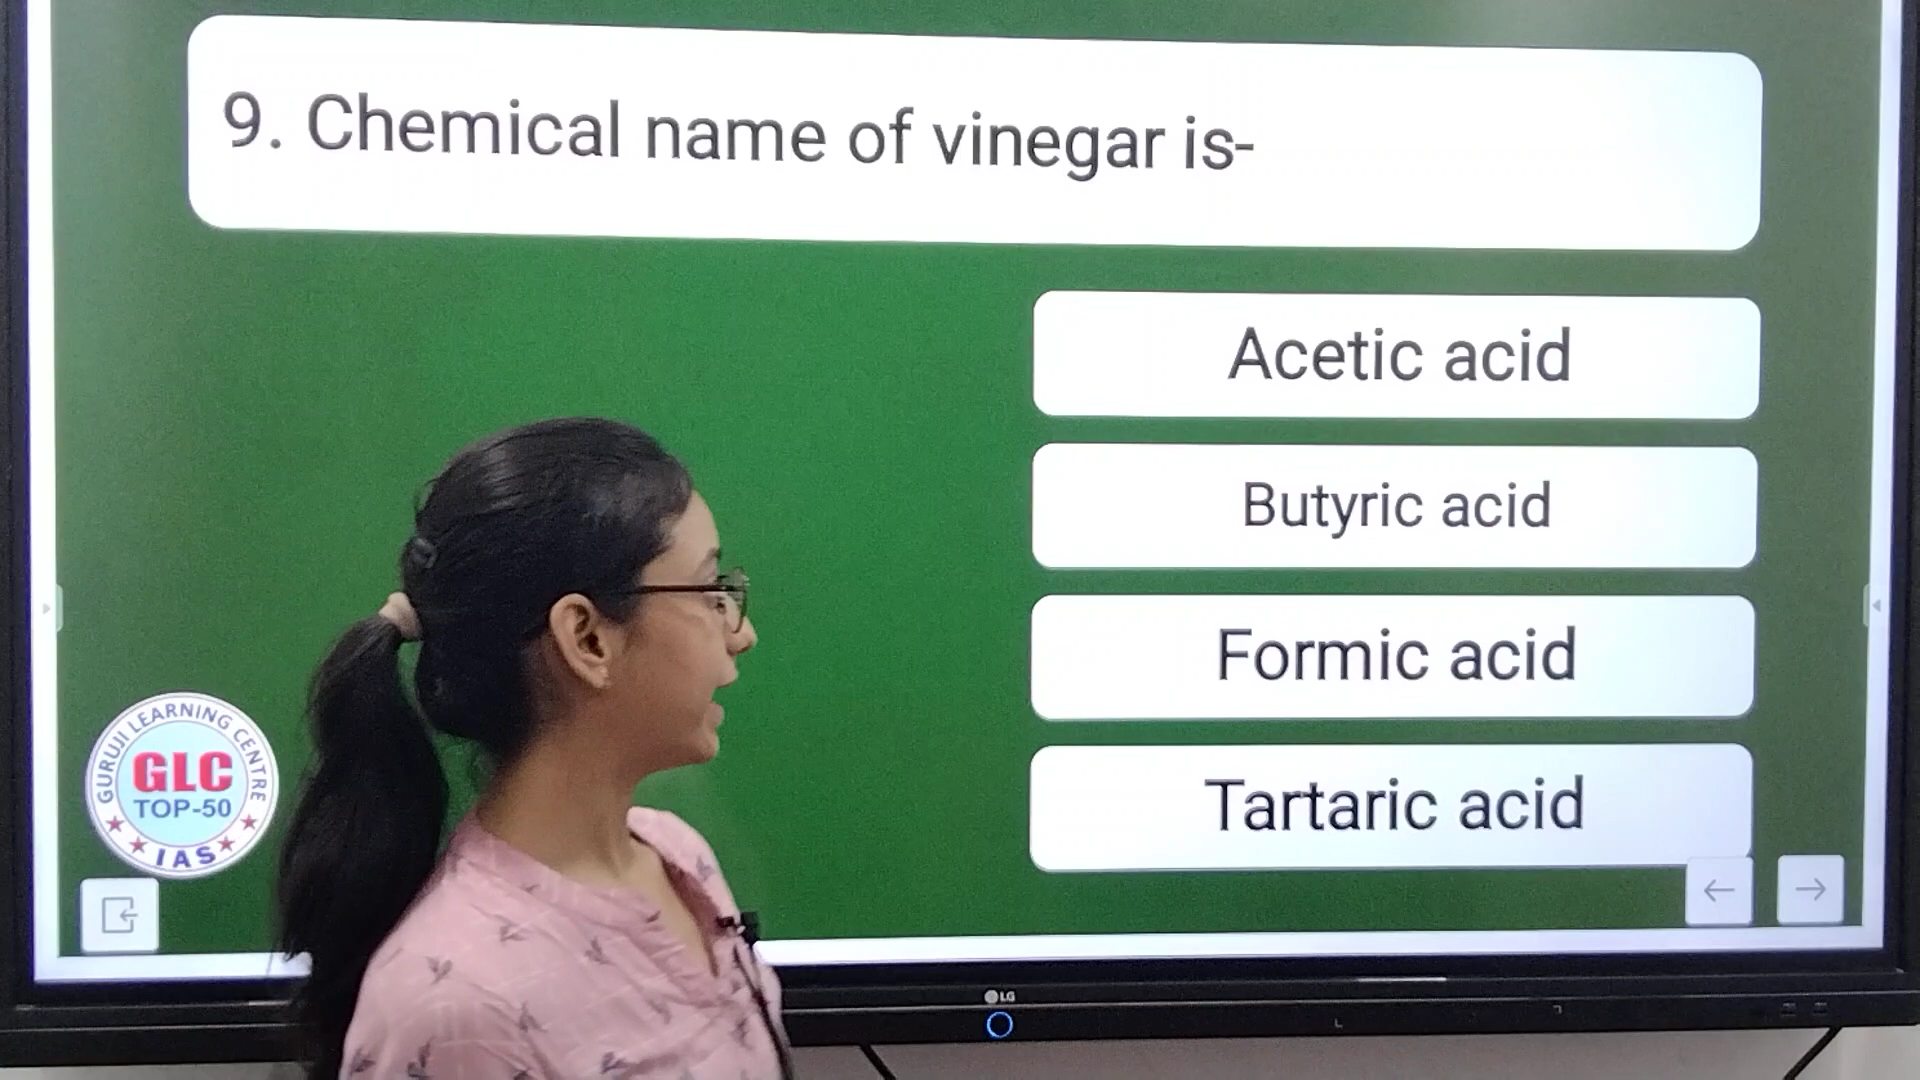 9. Chemical name of vinegar is-
Acetic acid
Butyric acid
Formic acid
Tartaric acid
GURUJI LEARNING CENTRE
GLC
TOP-50
IAS
LG